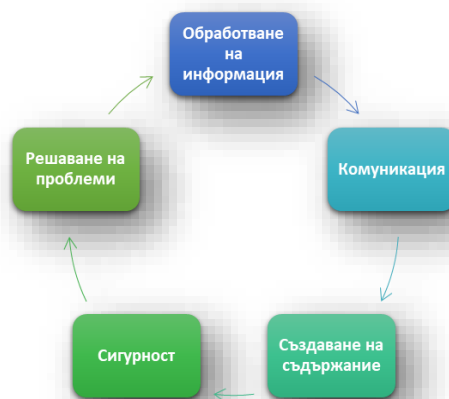 Обработване
на
информация
Комуникация
Създаване на
съдържание
Сигурност
Решаване на
проблеми